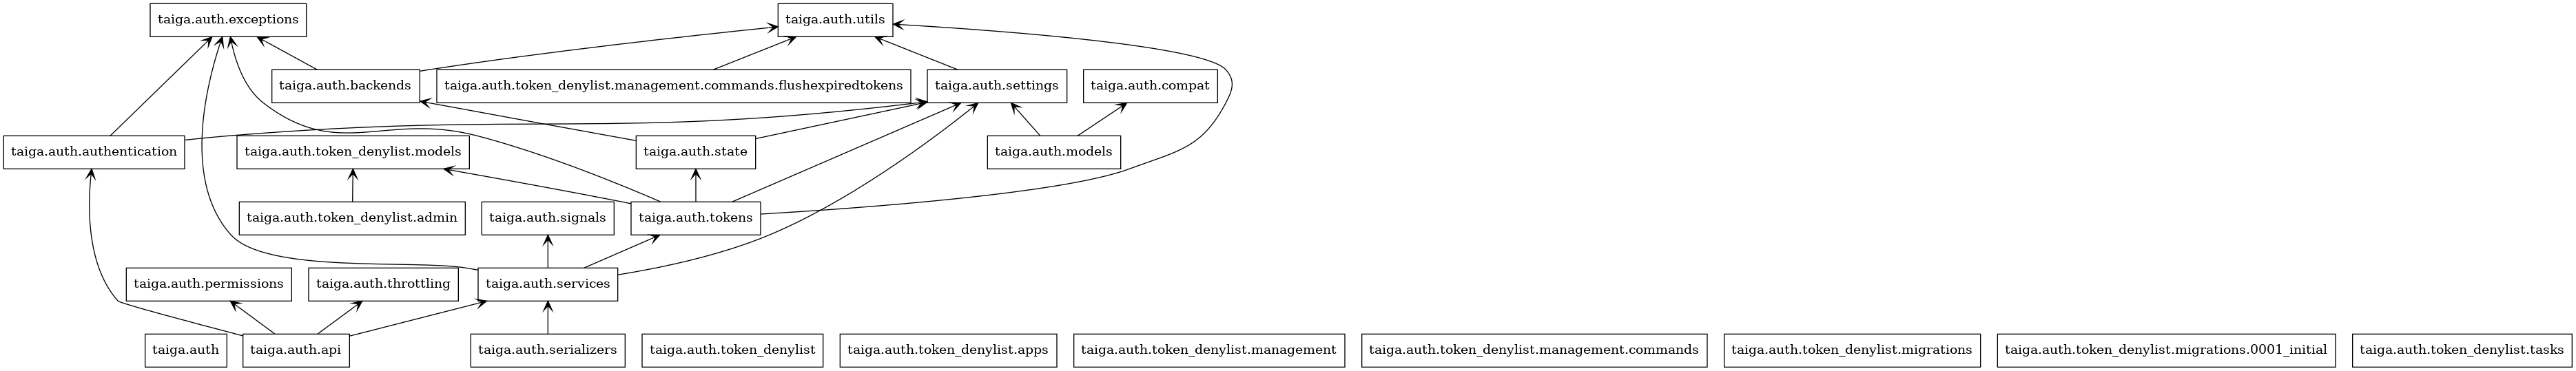 taiga.auth.exceptions
taiga.auth.utils
taiga.auth.backends
taiga.auth.token_denylist.management.commands.flushexpiredtokens
taiga.auth.settings
taiga.auth.compat
taiga.auth.authentication
taiga.auth.token_denylist.models
taiga.auth.state
taiga.auth.models
taiga.auth.token_denylist.admin
taiga.auth.signals
taiga.auth.tokens
taiga.auth.permissions
taiga.auth.throttling
taiga.auth.services
taiga.auth
taiga.auth.api
taiga.auth.serializers
taiga.auth.token_denylist
taiga.auth.token_denylist.apps
taiga.auth.token_denylist.management
taiga.auth.token_denylist.management.commands
taiga.auth.token_denylist.migrations
taiga.auth.token_denylist.migrations.0001_initial
taiga.auth.token_denylist.tasks